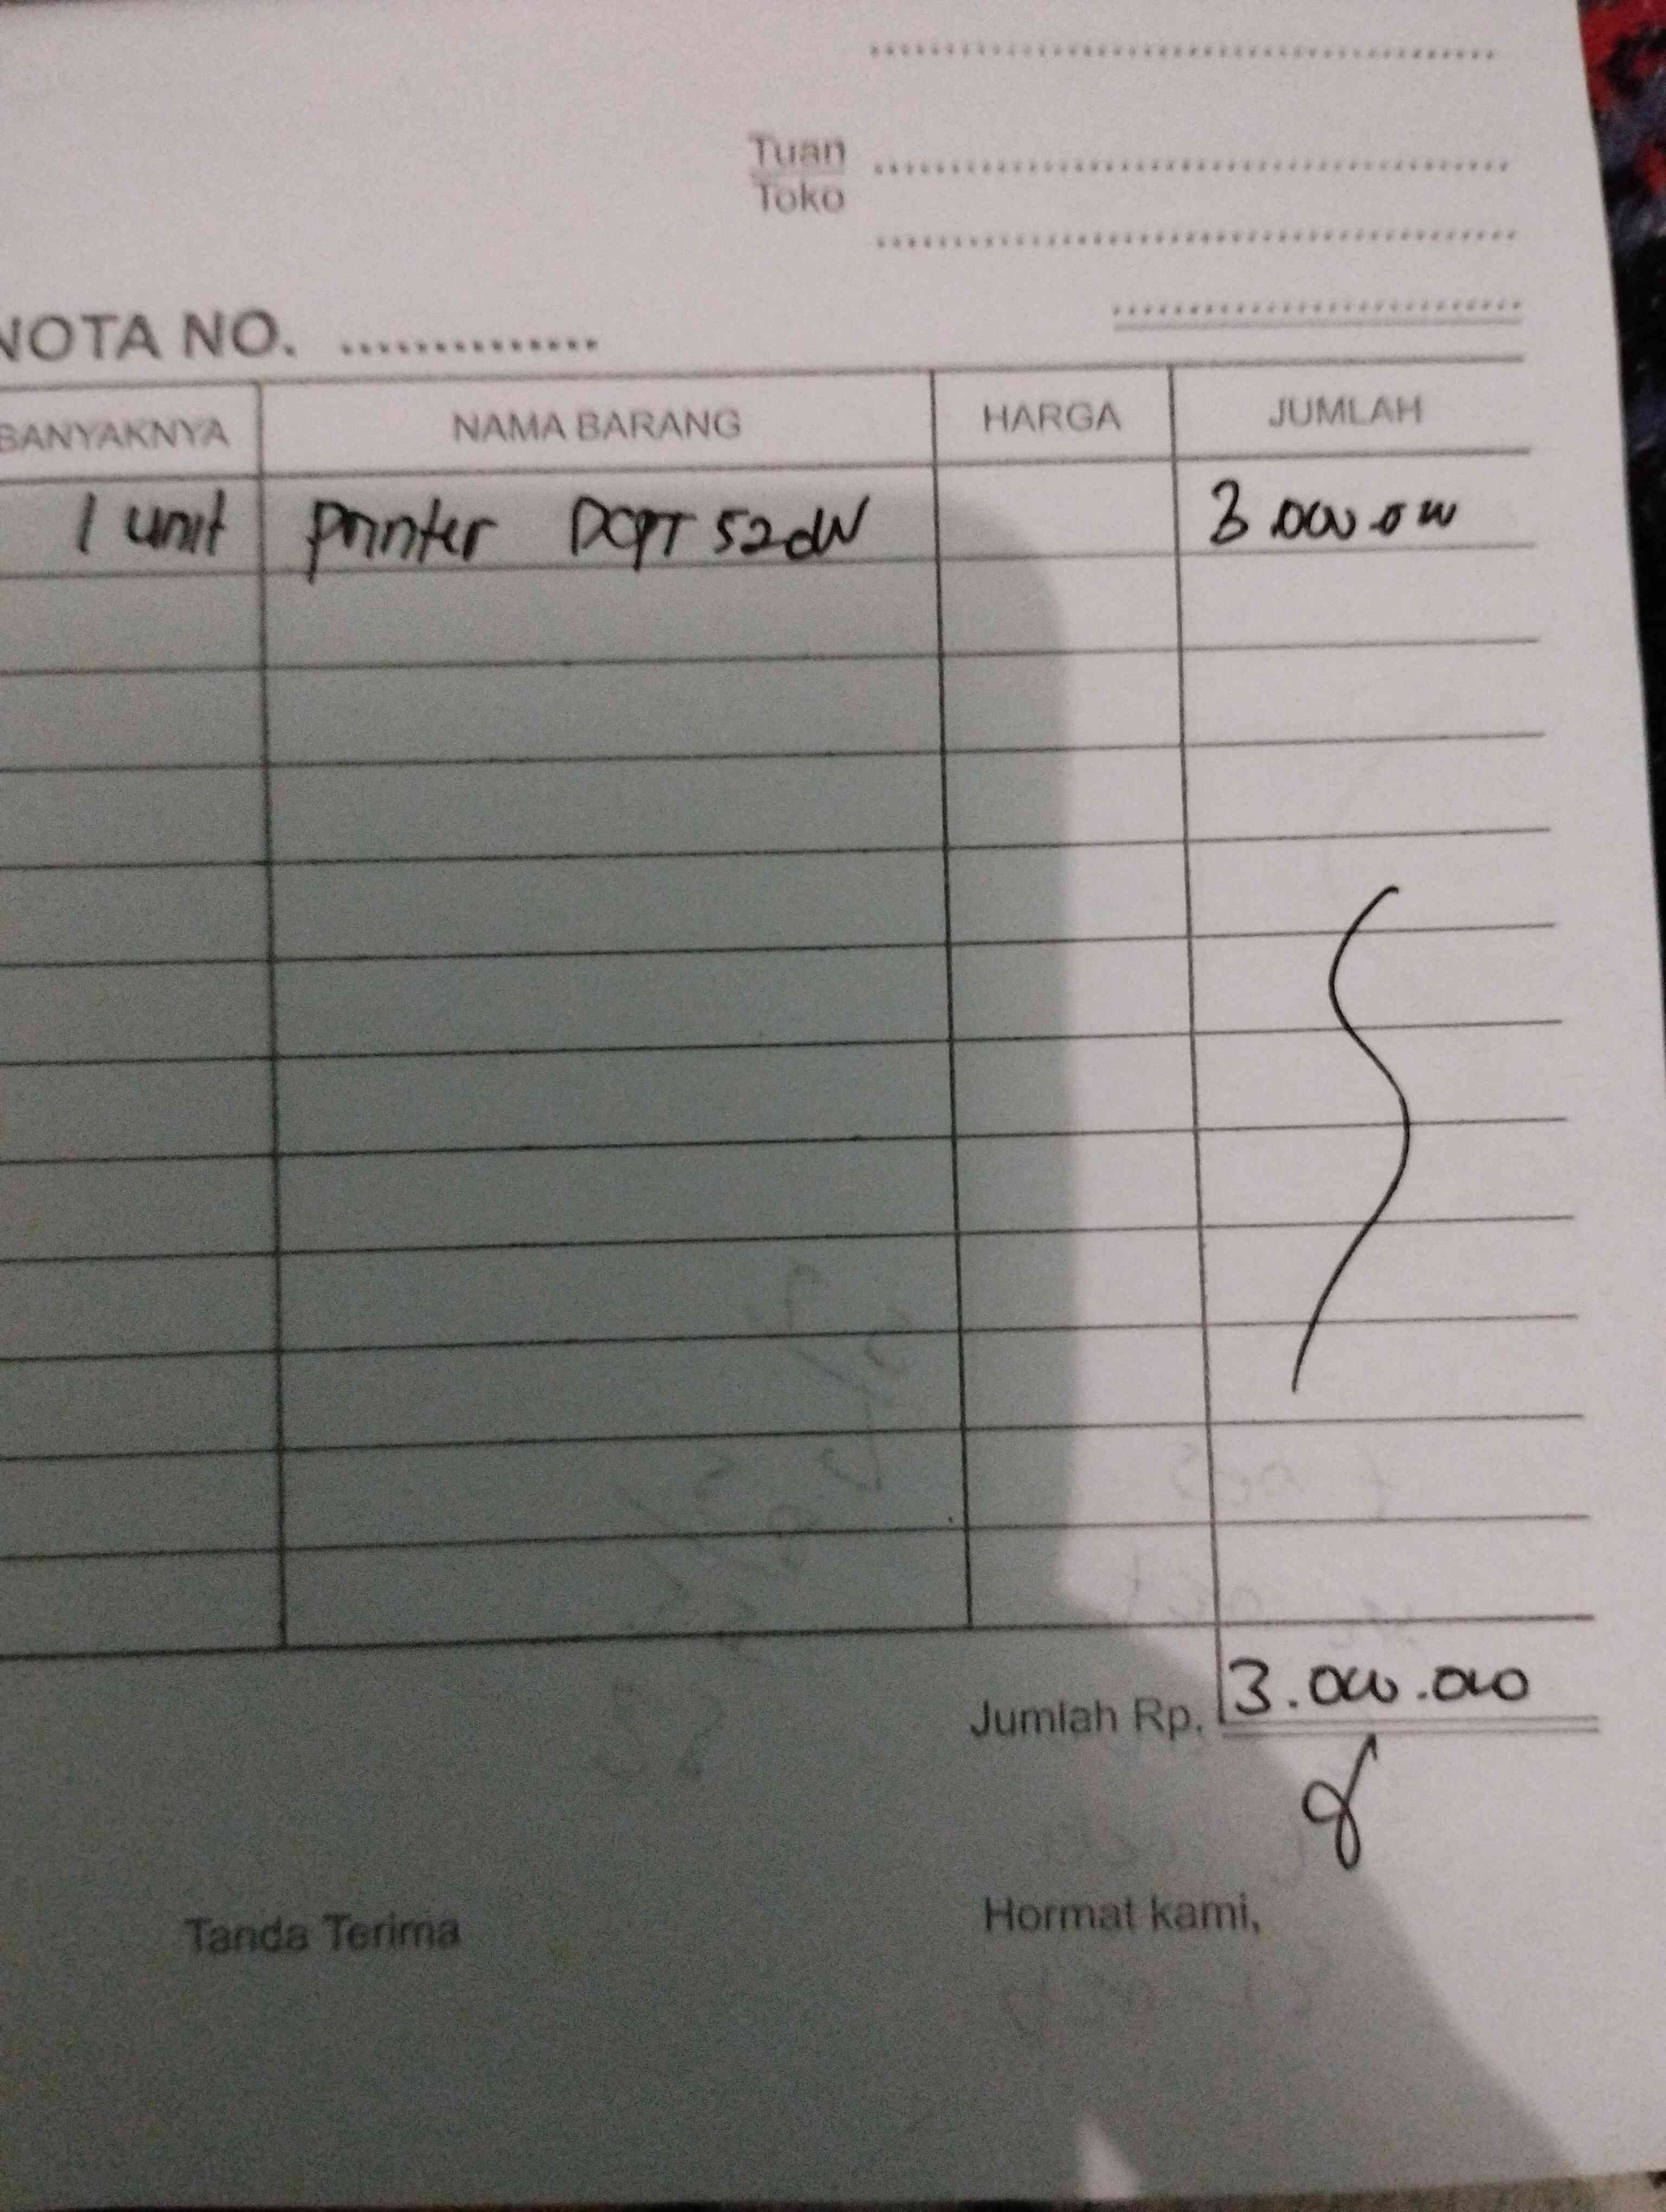 Tuan
Toko
NOTA NO. ..............
BANYAKNYA NAMA BARANG HARGA JUMLAH
1 unit printer DCPT 520W 3.000.000
Jumlah Rp. 3.000.000
Tanda Terima Hormat kami,